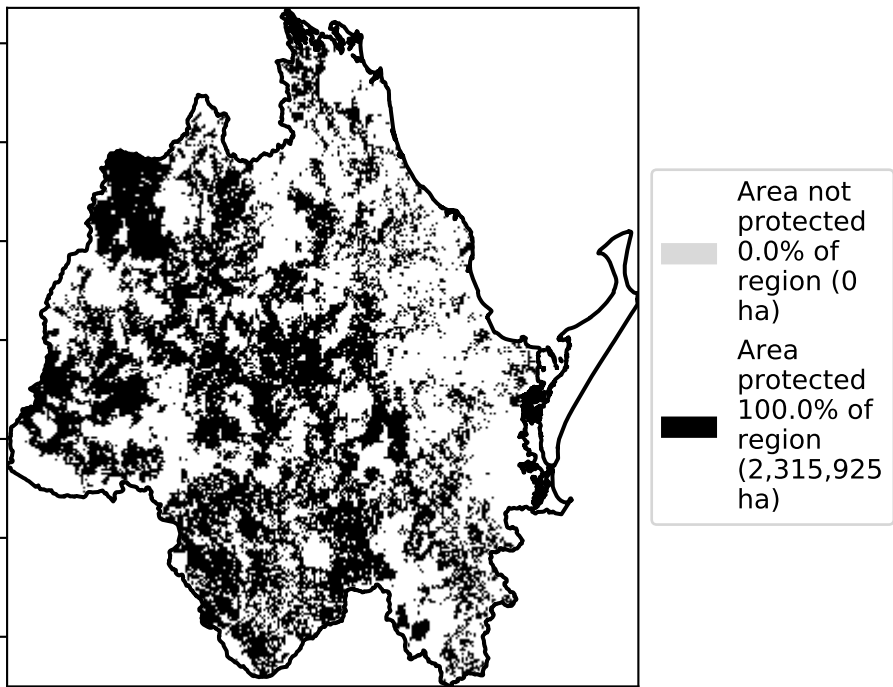 Area not
protected
0.0% of
region (0
ha)
Area
protected
100.0% of
region
(2,315,925
ha)